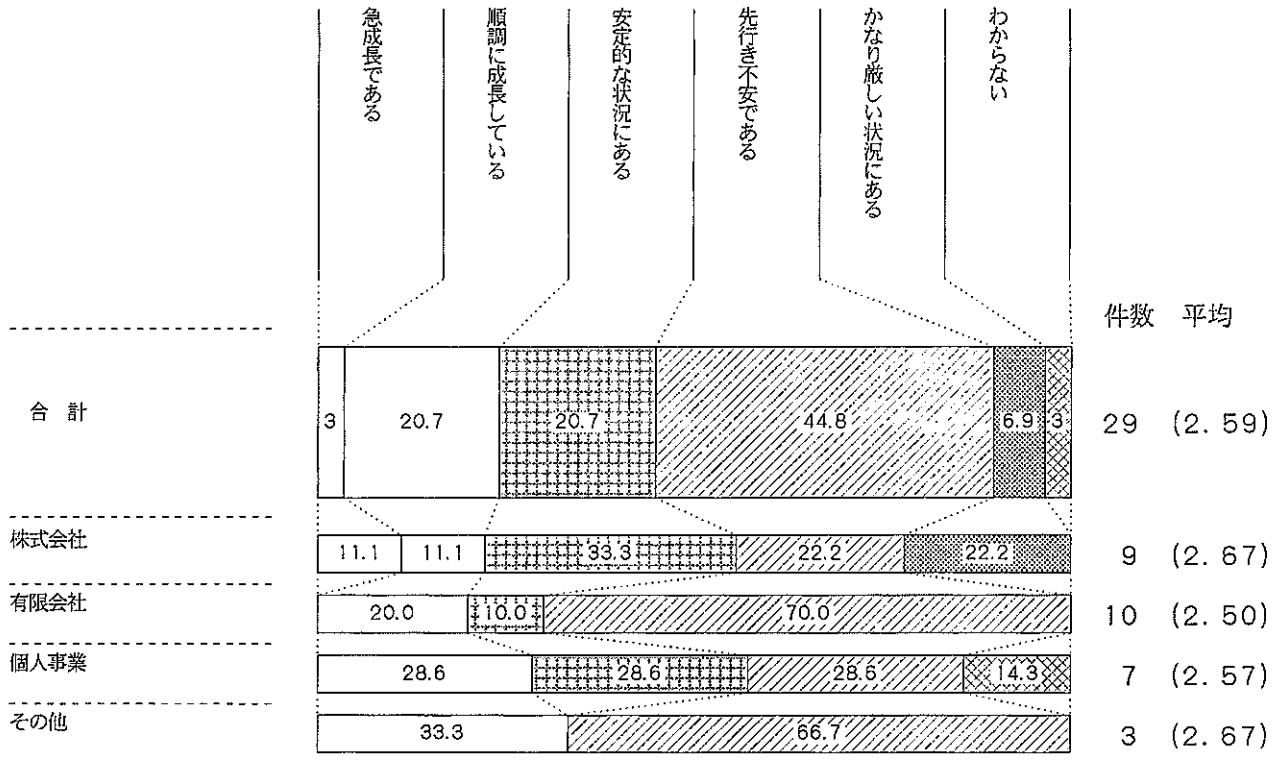 急成長である
順調に成長している
安定的な状況にある
先行き不安である
かなり厳しい状況にある
わからない
件数 平均
合 計 3 20.7 20.7 44.8 6.9 3 29 (2.59)
株式会社 11.1 11.1 33.3 22.2 22.2 9 (2.67)
有限会社 20.0 10.0 70.0 10 (2.50)
個人事業 28.6 28.6 28.6 14.3 7 (2.57)
その他 33.3 66.7 3 (2.67)